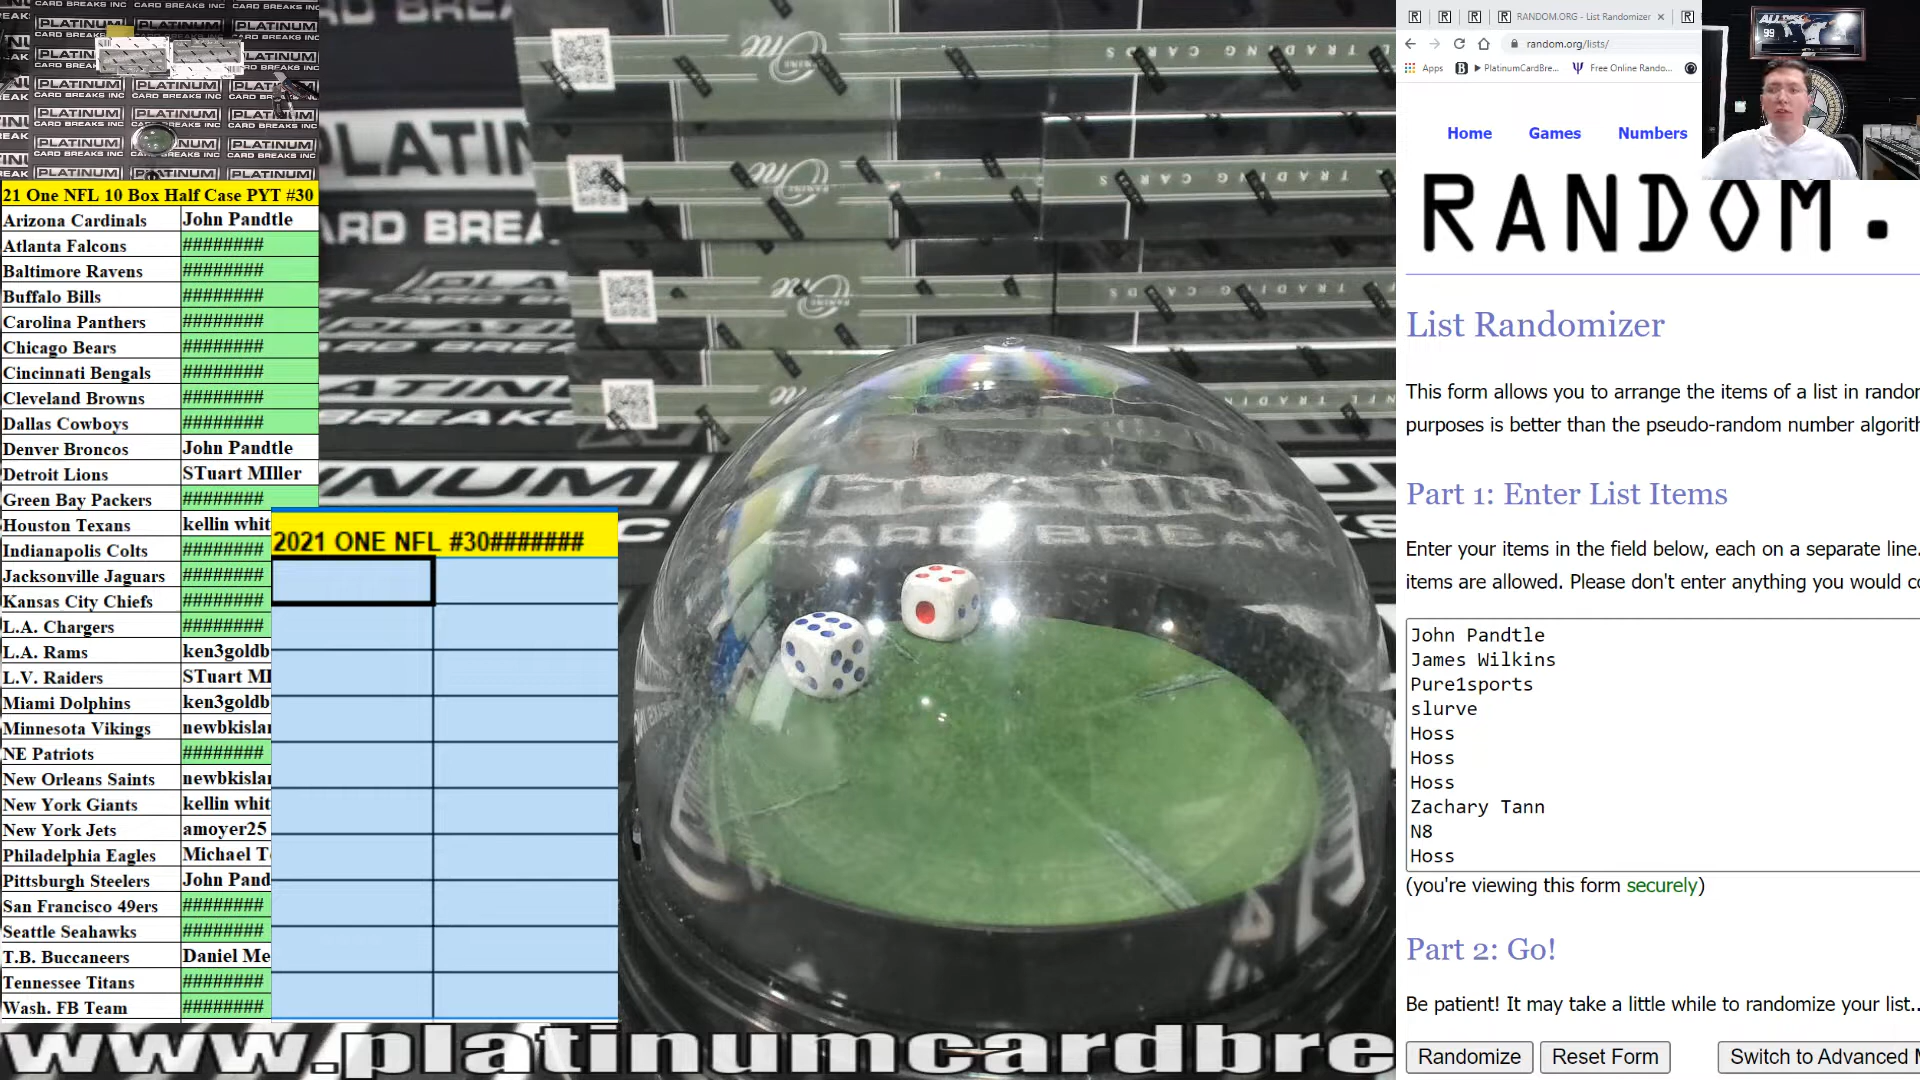 PLATINUM
CARD BREAKS INC
21 One NFL 10 Box Half Case PYT #30
Arizona Cardinals John Pandtle
Atlanta Falcons ########
Baltimore Ravens ########
Buffalo Bills ########
Carolina Panthers ########
Chicago Bears ########
Cincinnati Bengals ########
Cleveland Browns ########
Dallas Cowboys ########
Denver Broncos John Pandtle
Detroit Lions STuart MIller
Green Bay Packers ########
Houston Texans kellin whit
Indianapolis Colts ########
Jacksonville Jaguars ########
Kansas City Chiefs ########
L.A. Chargers ########
L.A. Rams ken3goldb
L.V. Raiders STuart MI
Miami Dolphins ken3goldb
Minnesota Vikings newbkislan
NE Patriots ########
New Orleans Saints newbkislan
New York Giants kellin whit
New York Jets amoyer25
Philadelphia Eagles Michael T
Pittsburgh Steelers John Pand
San Francisco 49ers ########
Seattle Seahawks ########
T.B. Buccaneers Daniel Me
Tennessee Titans ########
Wash. FB Team ########
2021 ONE NFL #30#######
www.platinumcardbre
RANDOM.ORG - List Randomizer
random.org/lists/
Apps PlatinumCardBre... Free Online Rando...
Home Games Numbers
RANDOM.
List Randomizer
This form allows you to arrange the items of a list in random
purposes is better than the pseudo-random number algorith
Part 1: Enter List Items
Enter your items in the field below, each on a separate line.
items are allowed. Please don't enter anything you would co
John Pandtle
James Wilkins
Pure1sports
slurve
Hoss
Hoss
Hoss
Zachary Tann
N8
Hoss
(you're viewing this form securely)
Part 2: Go!
Be patient! It may take a little while to randomize your list...
Randomize Reset Form Switch to Advanced M